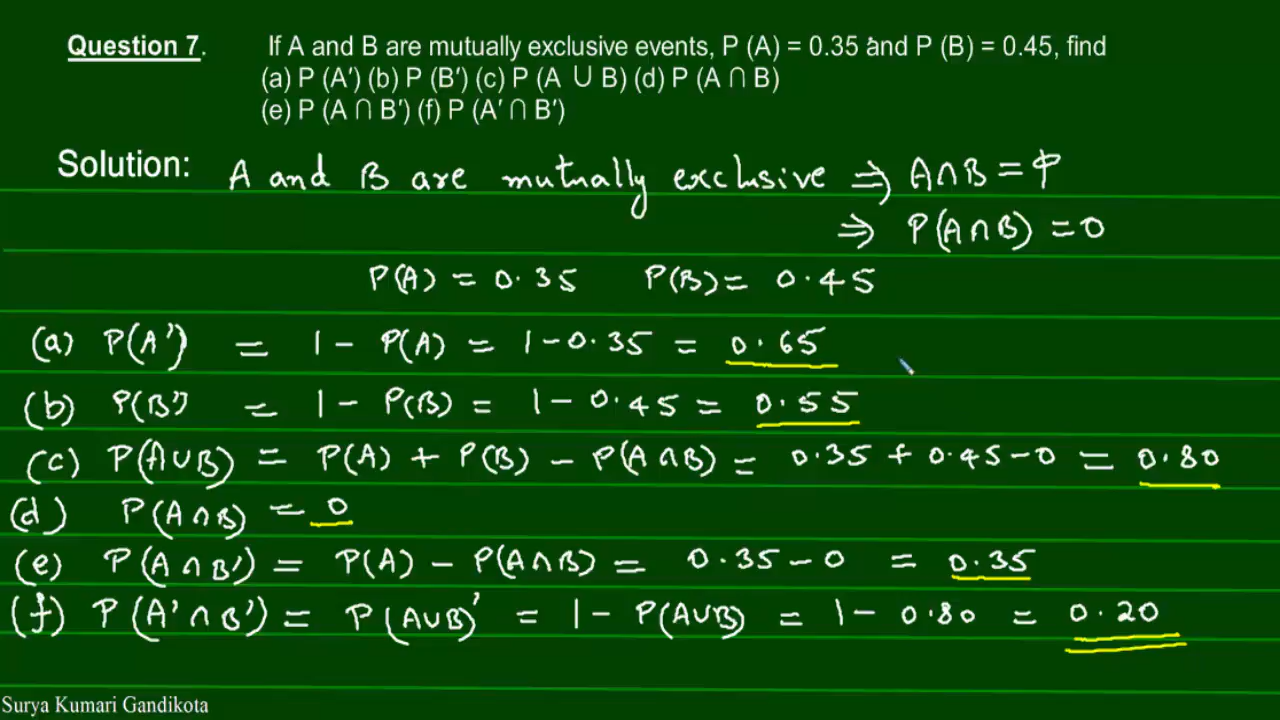 Question 7. If A and B are mutually exclusive events, P (A) = 0.35 and P (B) = 0.45, find
(a) P (A′) (b) P (B′) (c) P (A ∪ B) (d) P (A ∩ B)
(e) P (A ∩ B′) (f) P (A′ ∩ B′)
Solution: A and B are mutually exclusive ⇒ A∩B = φ
⇒ P(A∩B) = 0
P(A) = 0.35 P(B) = 0.45
(a) P(A') = 1 - P(A) = 1-0.35 = 0.65
(b) P(B') = 1 - P(B) = 1 - 0.45 = 0.55
(c) P(A∪B) = P(A) + P(B) - P(A∩B) = 0.35 + 0.45-0 = 0.80
(d) P(A∩B) = 0
(e) P(A∩B') = P(A) - P(A∩B) = 0.35-0 = 0.35
(f) P(A'∩B') = P(A∪B)' = 1- P(A∪B) = 1- 0.80 = 0.20
Surya Kumari Gandikota